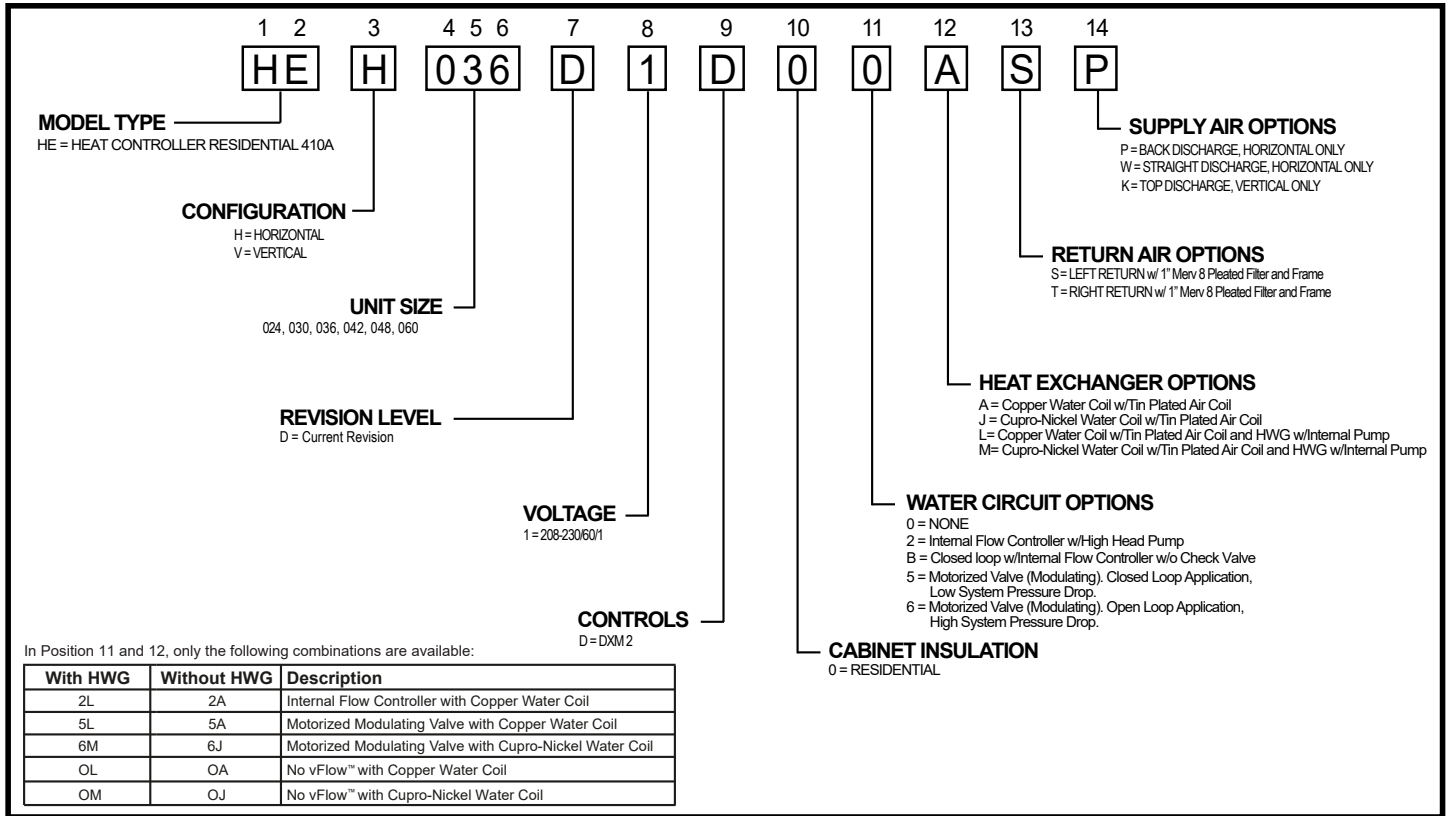 1 2 3 4 5 6 7 8 9 10 11 12 13 14
HE H 036 D 1 D 0 0 A S P
MODEL TYPE
HE = HEAT CONTROLLER RESIDENTIAL 410A
CONFIGURATION
H = HORIZONTAL
V = VERTICAL
UNIT SIZE
024, 030, 036, 042, 048, 060
REVISION LEVEL
D = Current Revision
VOLTAGE
1 = 208-230/60/1
CONTROLS
D = DXM2
SUPPLY AIR OPTIONS
P = BACK DISCHARGE, HORIZONTAL ONLY
W = STRAIGHT DISCHARGE, HORIZONTAL ONLY
K = TOP DISCHARGE, VERTICAL ONLY
RETURN AIR OPTIONS
S = LEFT RETURN w/ 1" Merv 8 Pleated Filter and Frame
T = RIGHT RETURN w/ 1" Merv 8 Pleated Filter and Frame
HEAT EXCHANGER OPTIONS
A = Copper Water Coil w/Tin Plated Air Coil
J = Cupro-Nickel Water Coil w/Tin Plated Air Coil
L= Copper Water Coil w/Tin Plated Air Coil and HWG w/Internal Pump
M= Cupro-Nickel Water Coil w/Tin Plated Air Coil and HWG w/Internal Pump
WATER CIRCUIT OPTIONS
0 = NONE
2 = Internal Flow Controller w/High Head Pump
B = Closed loop w/Internal Flow Controller w/o Check Valve
5 = Motorized Valve (Modulating). Closed Loop Application,
Low System Pressure Drop.
6 = Motorized Valve (Modulating). Open Loop Application,
High System Pressure Drop.
CABINET INSULATION
0 = RESIDENTIAL
In Position 11 and 12, only the following combinations are available:
With HWG Without HWG Description
2L 2A Internal Flow Controller with Copper Water Coil
5L 5A Motorized Modulating Valve with Copper Water Coil
6M 6J Motorized Modulating Valve with Cupro-Nickel Water Coil
OL OA No vFlow™ with Copper Water Coil
OM OJ No vFlow™ with Cupro-Nickel Water Coil